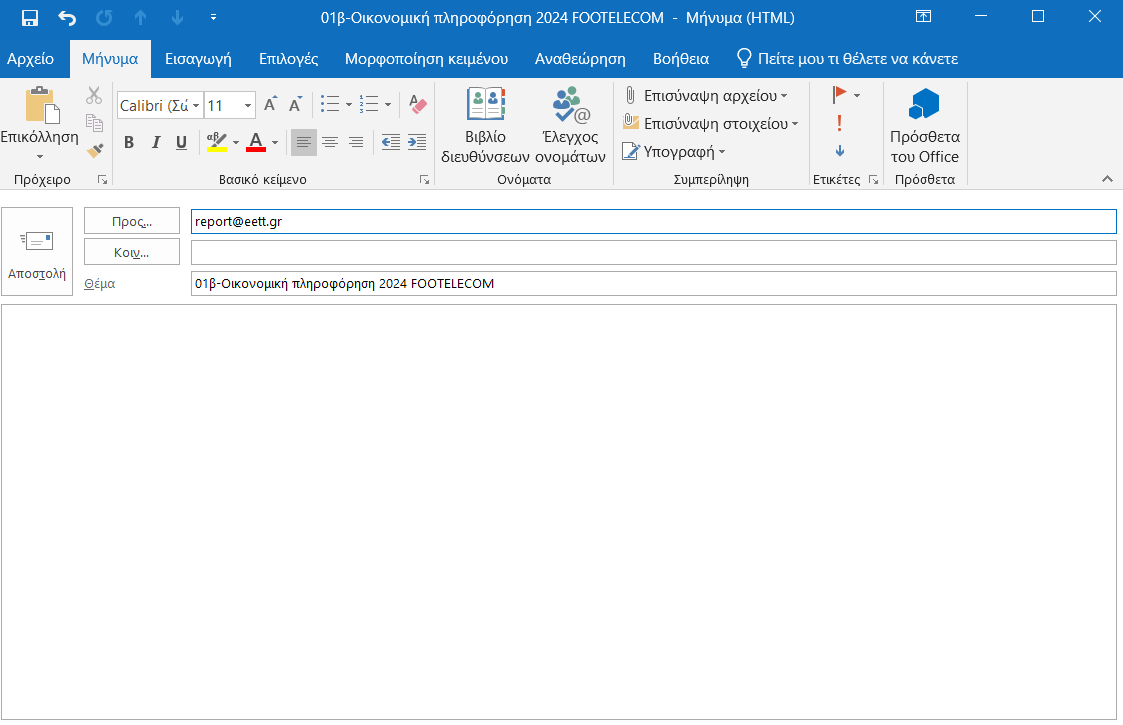 01β-Οικονομική πληροφόρηση 2024 FOOTELECOM - Μήνυμα (HTML)
Αρχείο Μήνυμα Εισαγωγή Επιλογές Μορφοποίηση κειμένου Αναθεώρηση Βοήθεια Πείτε μου τι θέλετε να κάνετε
Επικόλληση
Πρόχειρο
Calibri (Σώ 11
B I U aβ A
Βασικό κείμενο
Βιβλίο διευθύνσεων
Έλεγχος ονομάτων
Ονόματα
Επισύναψη αρχείου
Επισύναψη στοιχείου
Υπογραφή
Συμπερίληψη
Ετικέτες
Πρόσθετα του Office
Πρόσθετα
Αποστολή
Προς... report@eett.gr
Κοιν...
Θέμα 01β-Οικονομική πληροφόρηση 2024 FOOTELECOM